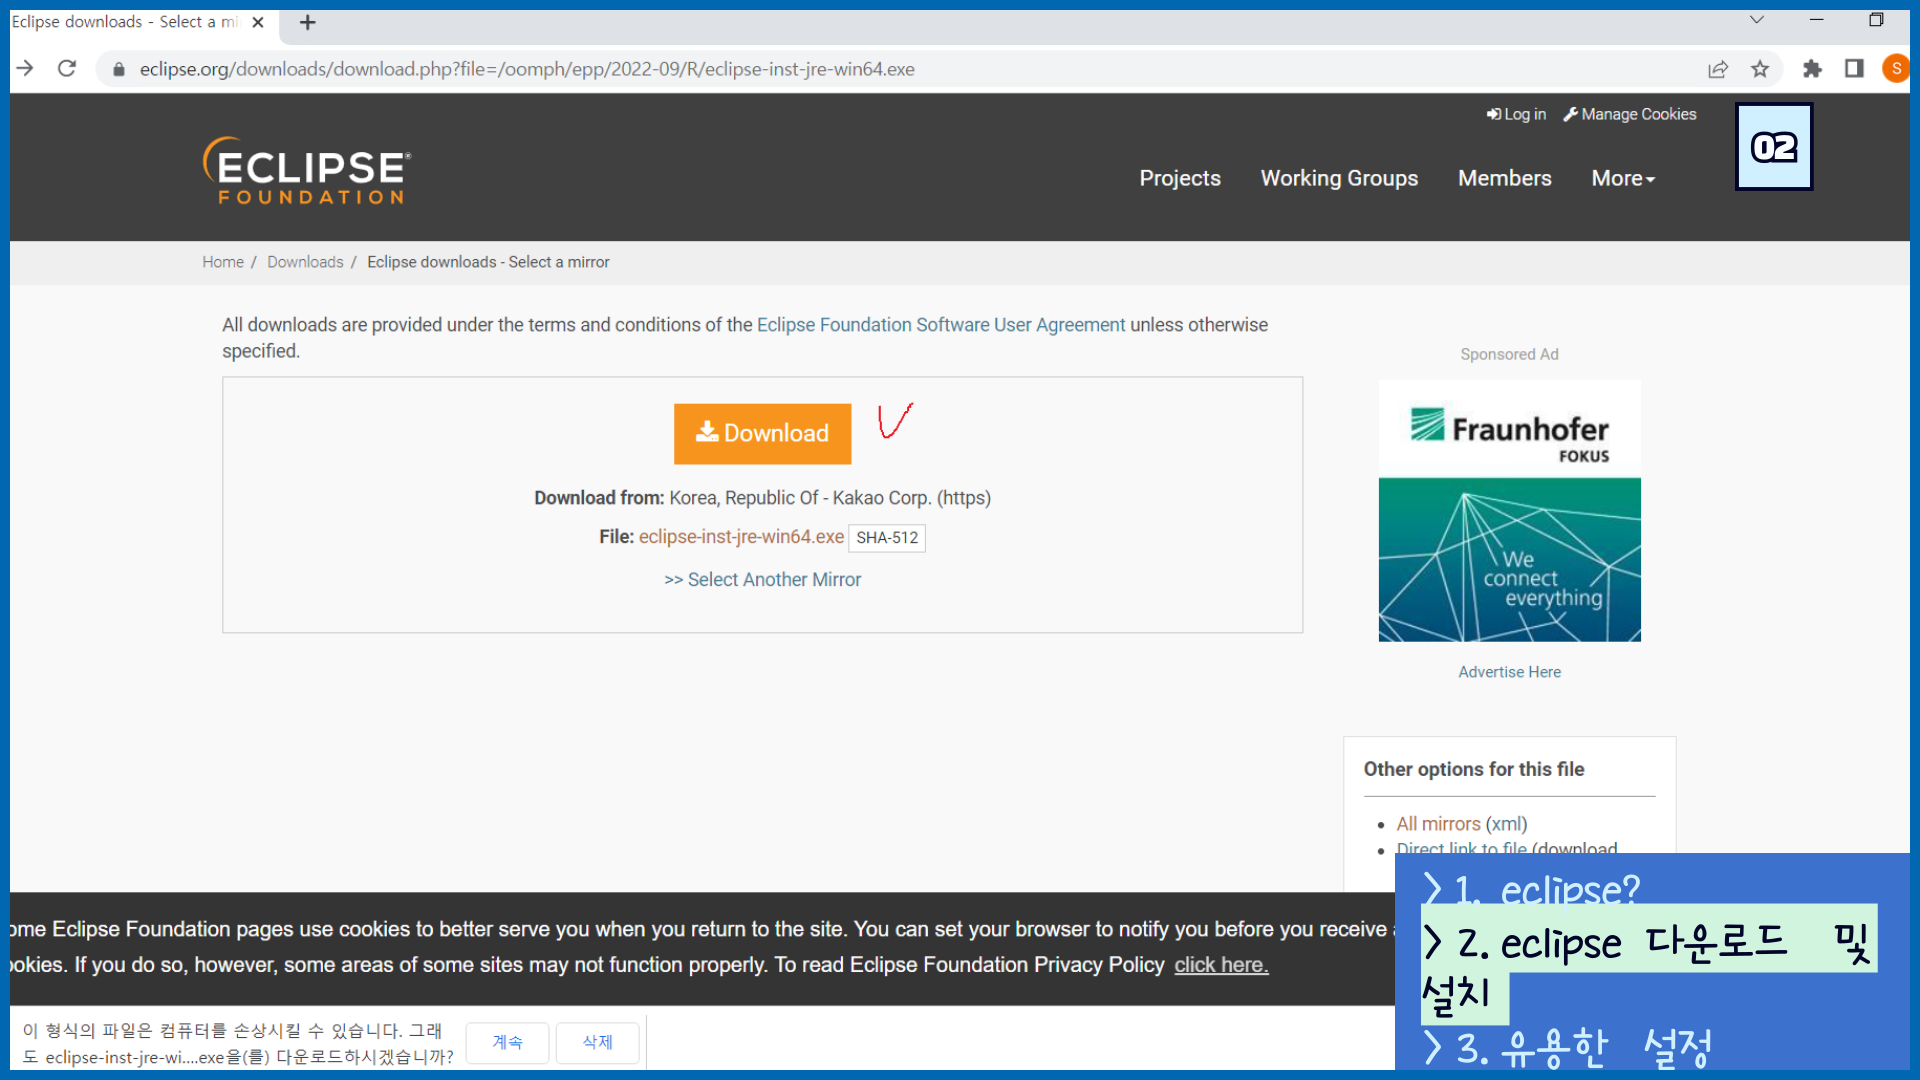 Eclipse downloads - Select a mi
eclipse.org/downloads/download.php?file=/oomph/epp/2022-09/R/eclipse-inst-jre-win64.exe
S
Log in Manage Cookies
02
ECLIPSE®
FOUNDATION
Projects Working Groups Members More
Home / Downloads / Eclipse downloads - Select a mirror
All downloads are provided under the terms and conditions of the Eclipse Foundation Software User Agreement unless otherwise
specified.
Download
Download from: Korea, Republic Of - Kakao Corp. (https)
File: eclipse-inst-jre-win64.exe SHA-512
>> Select Another Mirror
Sponsored Ad
Fraunhofer
FOKUS
We
connect
everything
Advertise Here
Other options for this file
All mirrors (xml)
Direct link to file (download
ome Eclipse Foundation pages use cookies to better serve you when you return to the site. You can set your browser to notify you before you receive
ookies. If you do so, however, some areas of some sites may not function properly. To read Eclipse Foundation Privacy Policy click here.
이 형식의 파일은 컴퓨터를 손상시킬 수 있습니다. 그래
도 eclipse-inst-jre-wi....exe을(를) 다운로드하시겠습니까?
계속 삭제
> 1. eclipse?
> 2. eclipse 다운로드 및
설치
> 3. 유용한 설정